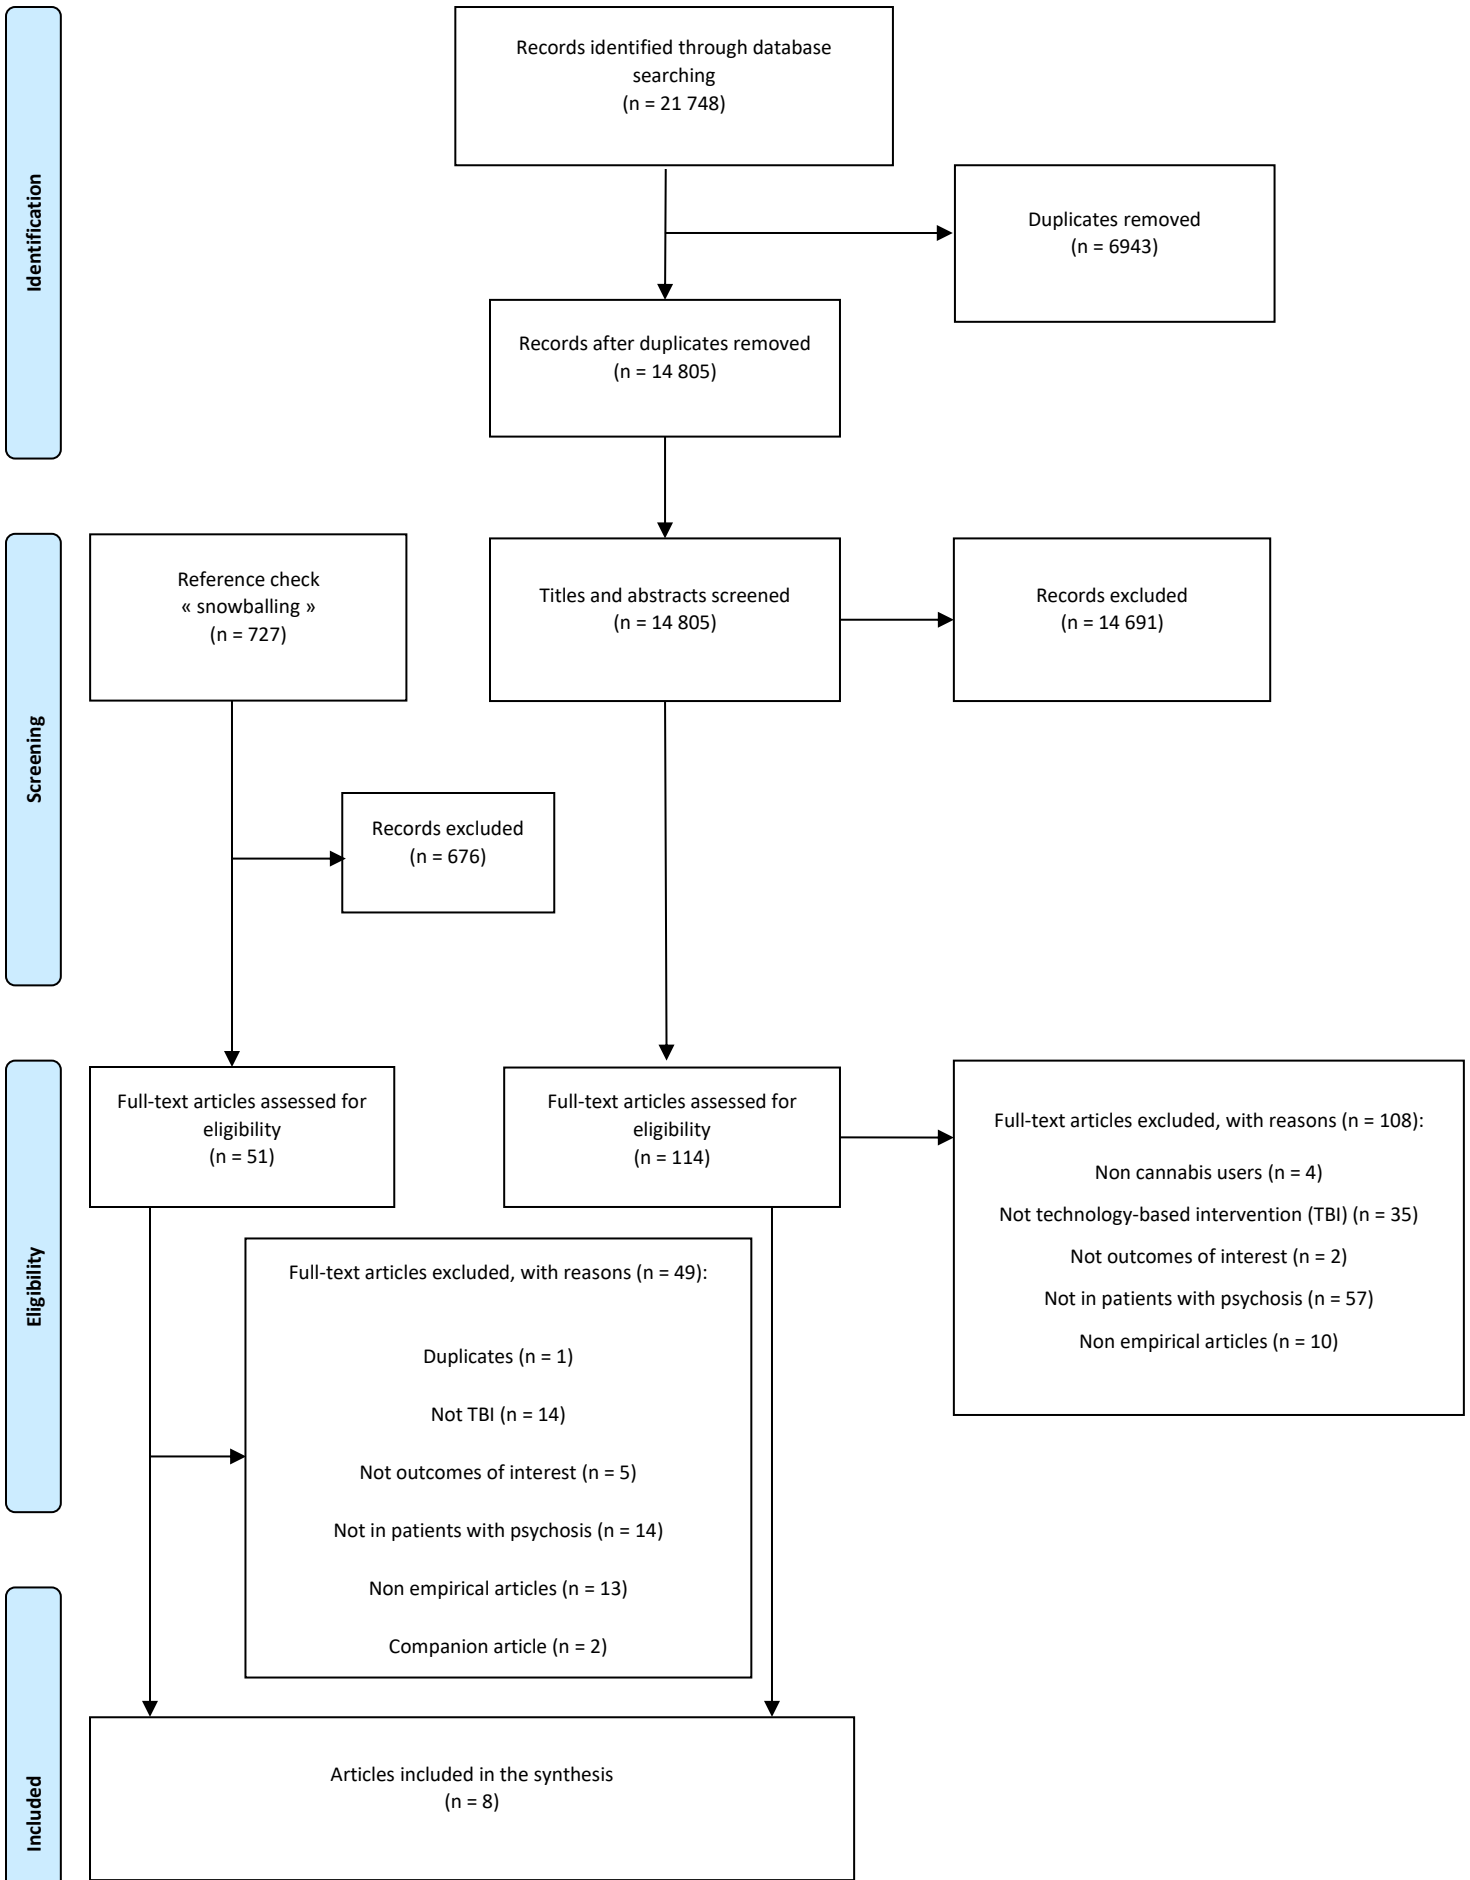 Identification
Records identified through database
searching
(n = 21 748)
Duplicates removed
(n = 6943)
Records after duplicates removed
(n = 14 805)
Screening
Reference check
« snowballing »
(n = 727)
Titles and abstracts screened
(n = 14 805)
Records excluded
(n = 14 691)
Records excluded
(n = 676)
Eligibility
Full-text articles assessed for
eligibility
(n = 51)
Full-text articles assessed for
eligibility
(n = 114)
Full-text articles excluded, with reasons (n = 108):
Non cannabis users (n = 4)
Not technology-based intervention (TBI) (n = 35)
Not outcomes of interest (n = 2)
Not in patients with psychosis (n = 57)
Non empirical articles (n = 10)
Full-text articles excluded, with reasons (n = 49):
Duplicates (n = 1)
Not TBI (n = 14)
Not outcomes of interest (n = 5)
Not in patients with psychosis (n = 14)
Non empirical articles (n = 13)
Companion article (n = 2)
Included
Articles included in the synthesis
(n = 8)